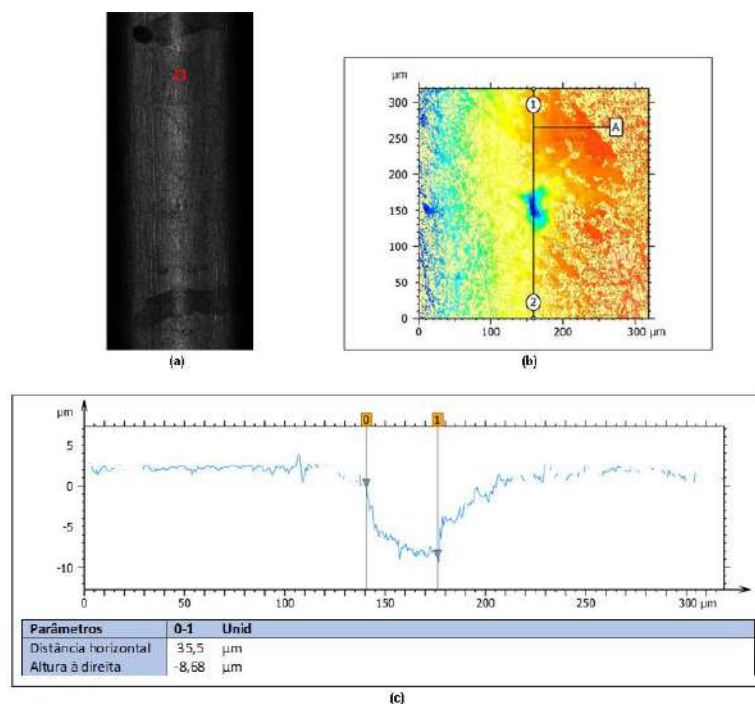 (a)
µm
300
250
200
150
100
50
0
1
A
2
0 100 200 300 µm
(b)
µm
5
0
-5
-10
0 1
0 50 100 150 200 250 300 µm
Parâmetros 0-1 Unid
Distância horizontal 35,5 µm
Altura à direita -8,68 µm
(c)